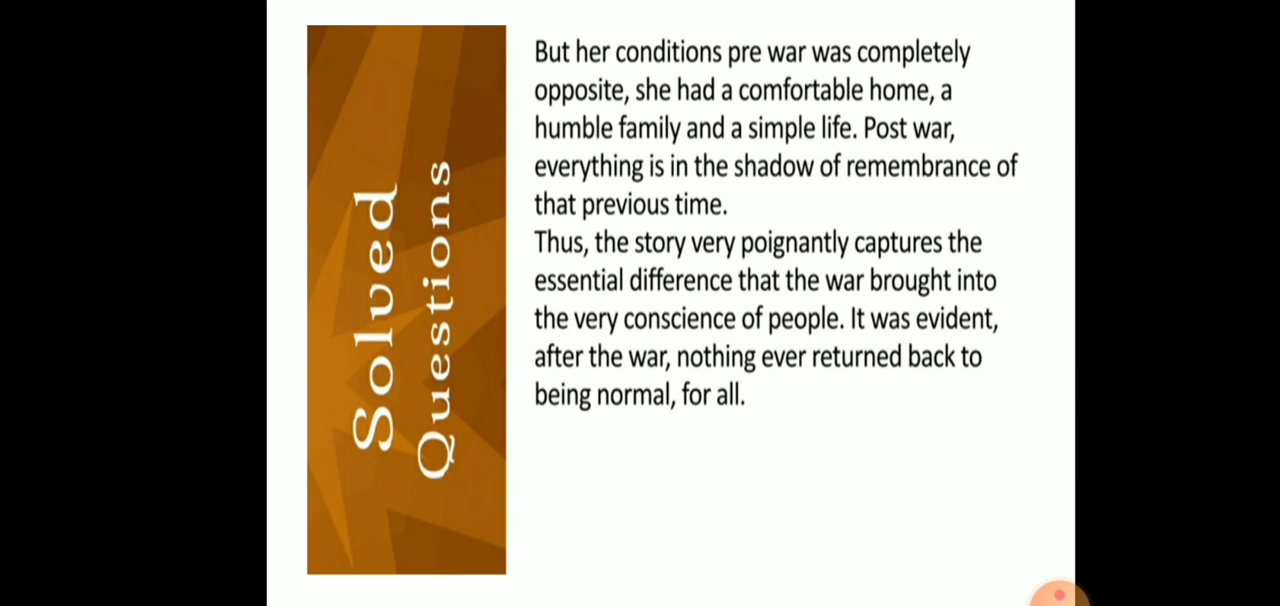 Solved
Questions
But her conditions pre war was completely
opposite, she had a comfortable home, a
humble family and a simple life. Post war,
everything is in the shadow of remembrance of
that previous time.
Thus, the story very poignantly captures the
essential difference that the war brought into
the very conscience of people. It was evident,
after the war, nothing ever returned back to
being normal, for all.